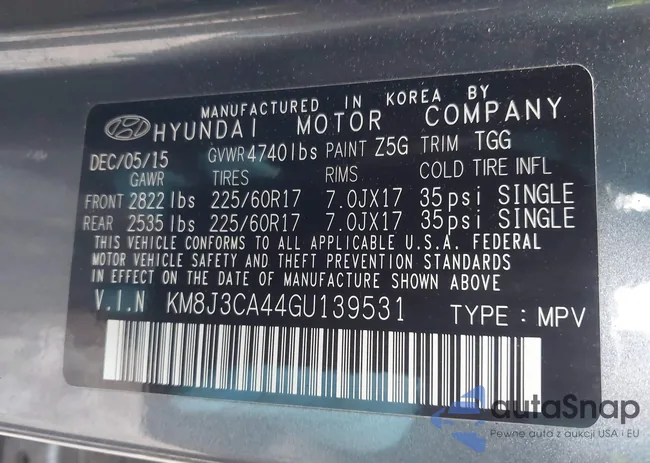 MANUFACTURED IN KOREA BY
HYUNDAI MOTOR COMPANY
DEC/05/15 GVWR 4740lbs PAINT Z5G TRIM TGG
GAWR TIRES RIMS COLD TIRE INFL
FRONT 2822 lbs 225/60R17 7.0JX17 35psi SINGLE
REAR 2535 lbs 225/60R17 7.0JX17 35psi SINGLE
THIS VEHICLE CONFORMS TO ALL APPLICABLE U.S.A. FEDERAL
MOTOR VEHICLE SAFETY AND THEFT PREVENTION STANDARDS
IN EFFECT ON THE DATE OF MANUFACTURE SHOWN ABOVE
V.I.N KM8J3CA44GU139531 TYPE : MPV
autaSnap
Pewne auta z aukcji USA i EU